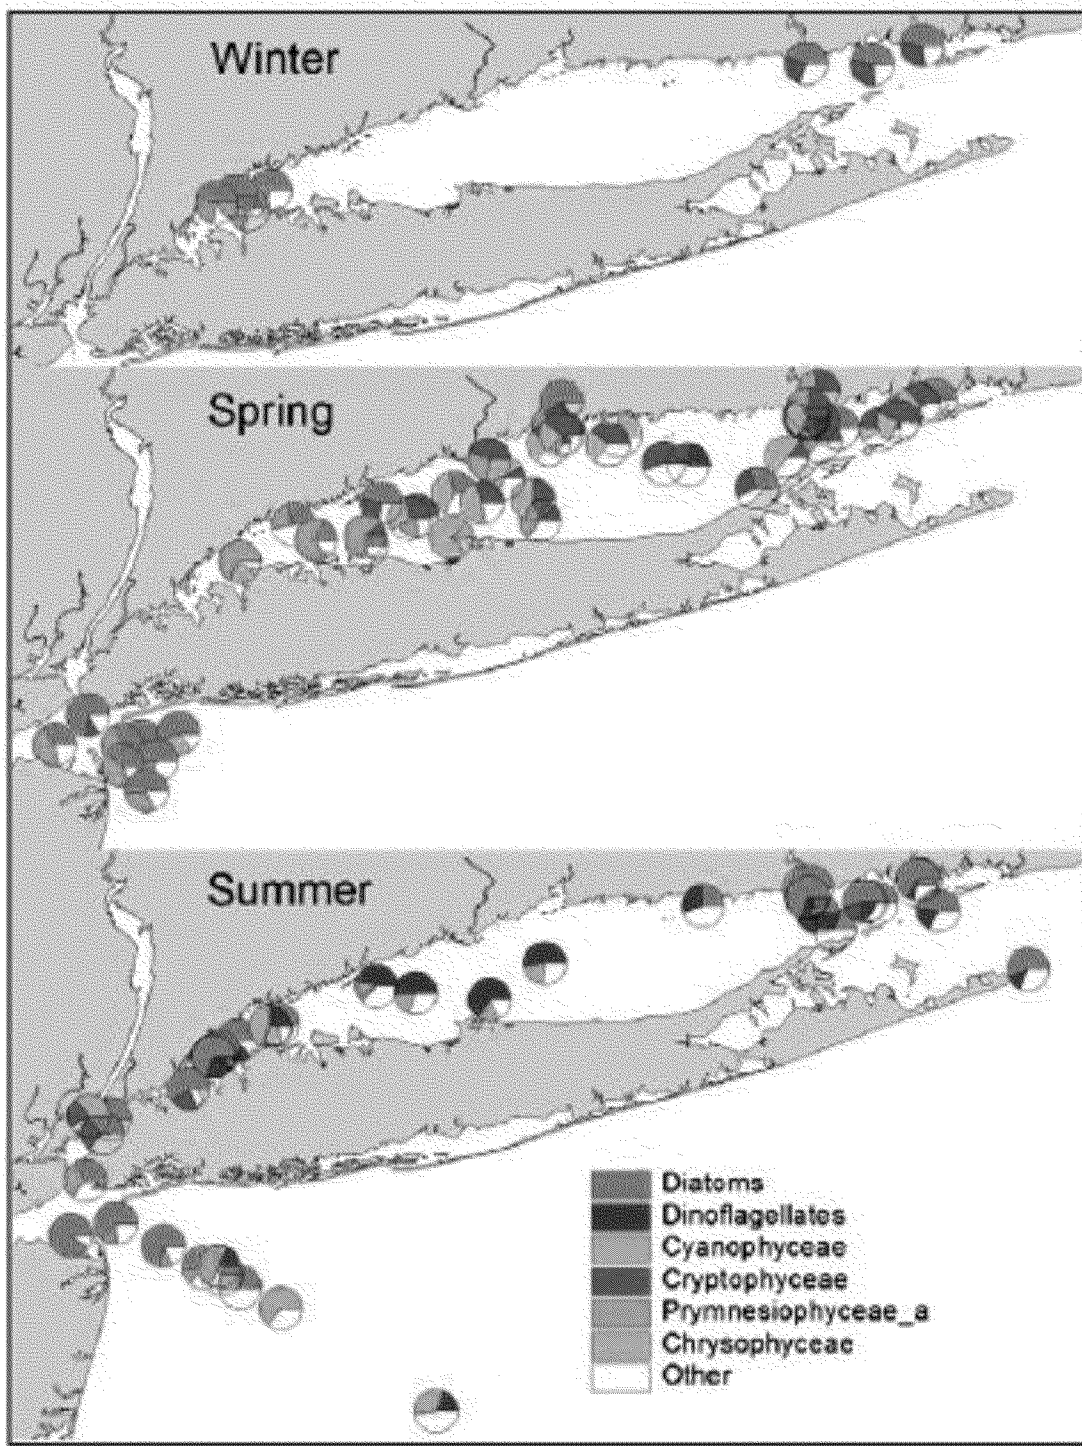 Winter
Spring
Summer
Diatoms
Dinoflagellates
Cyanophyceae
Cryptophyceae
Prymnesiophyceae_a
Chrysophyceae
Other